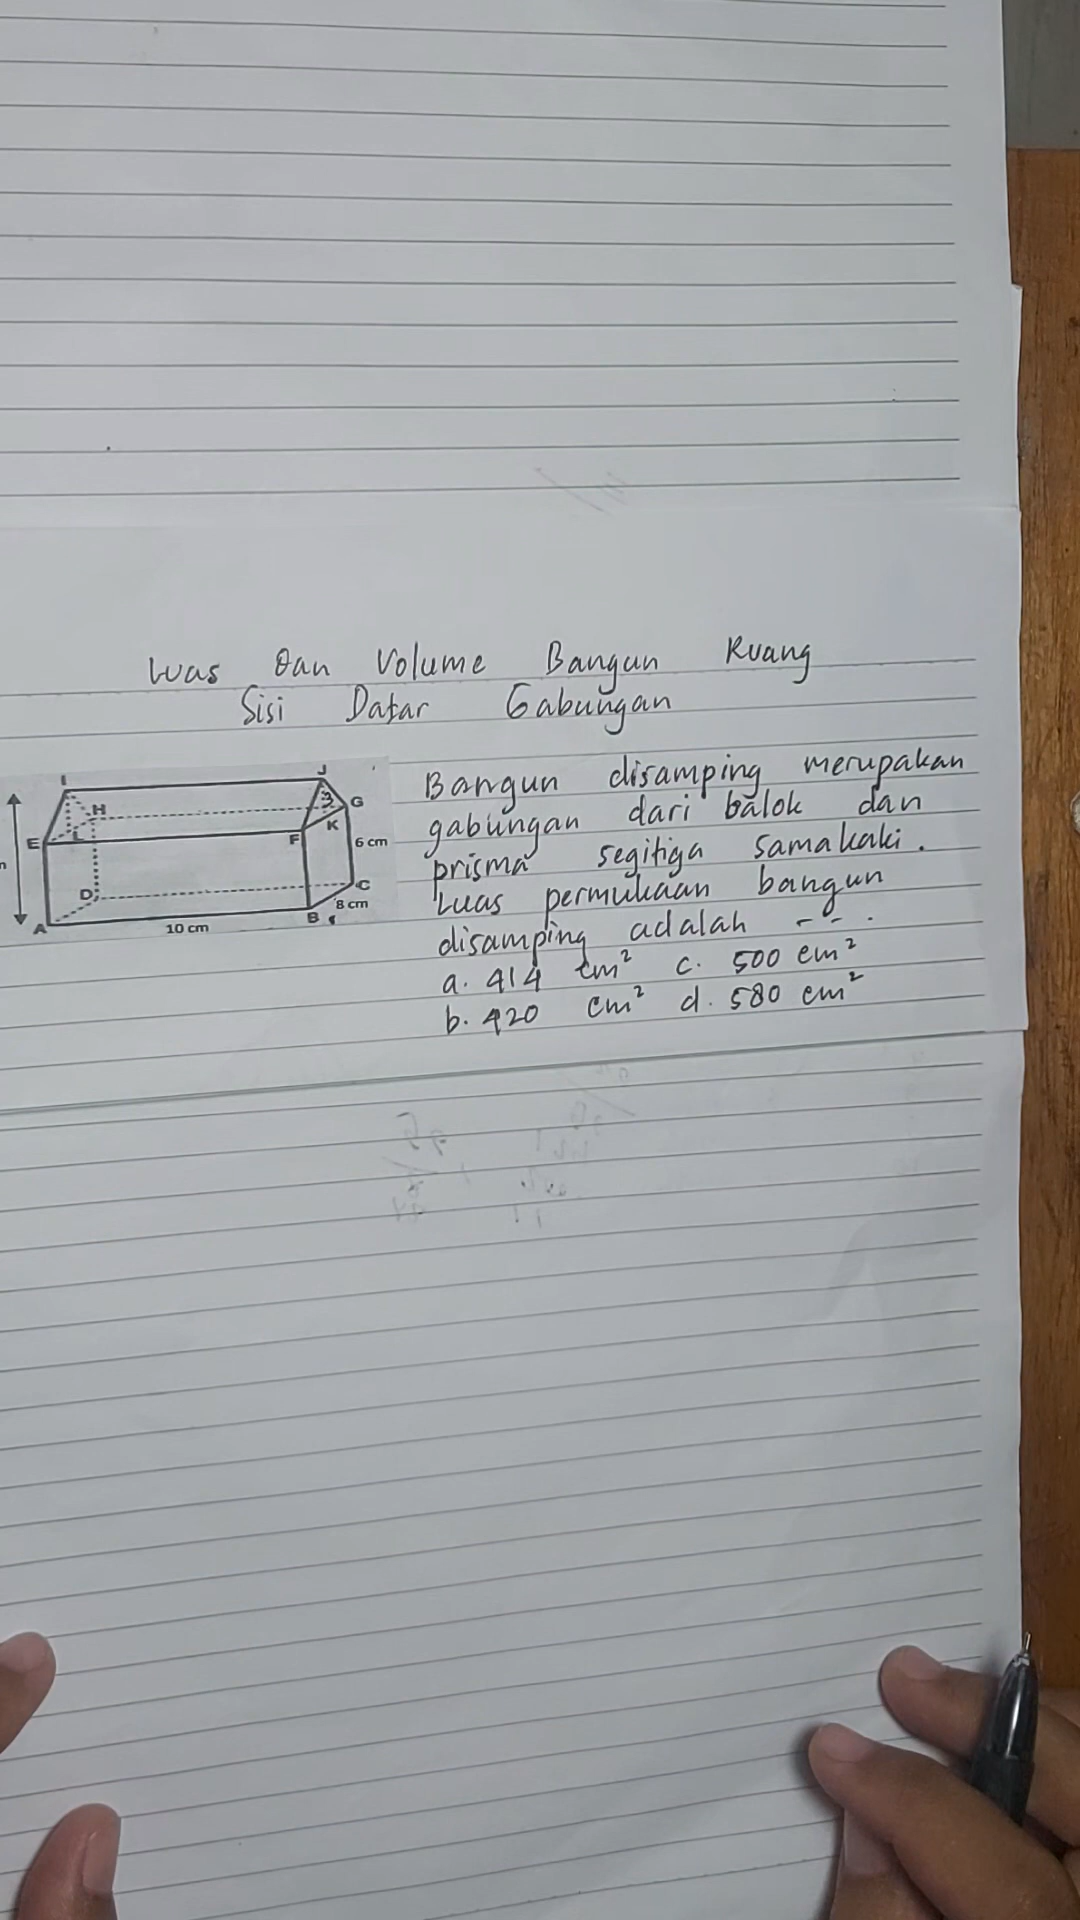 Luas Dan Volume Bangun Ruang
Sisi Datar Gabungan
I
J
H
G
3
E
L
F
K
6 cm
D
C
8 cm
A
B
10 cm
Bangun disamping merupakan
gabungan dari balok dan
prisma segitiga samakaki.
Luas permukaan bangun
disamping adalah - - .
a. 414 cm² c. 500 cm²
b. 420 cm² d. 580 cm²